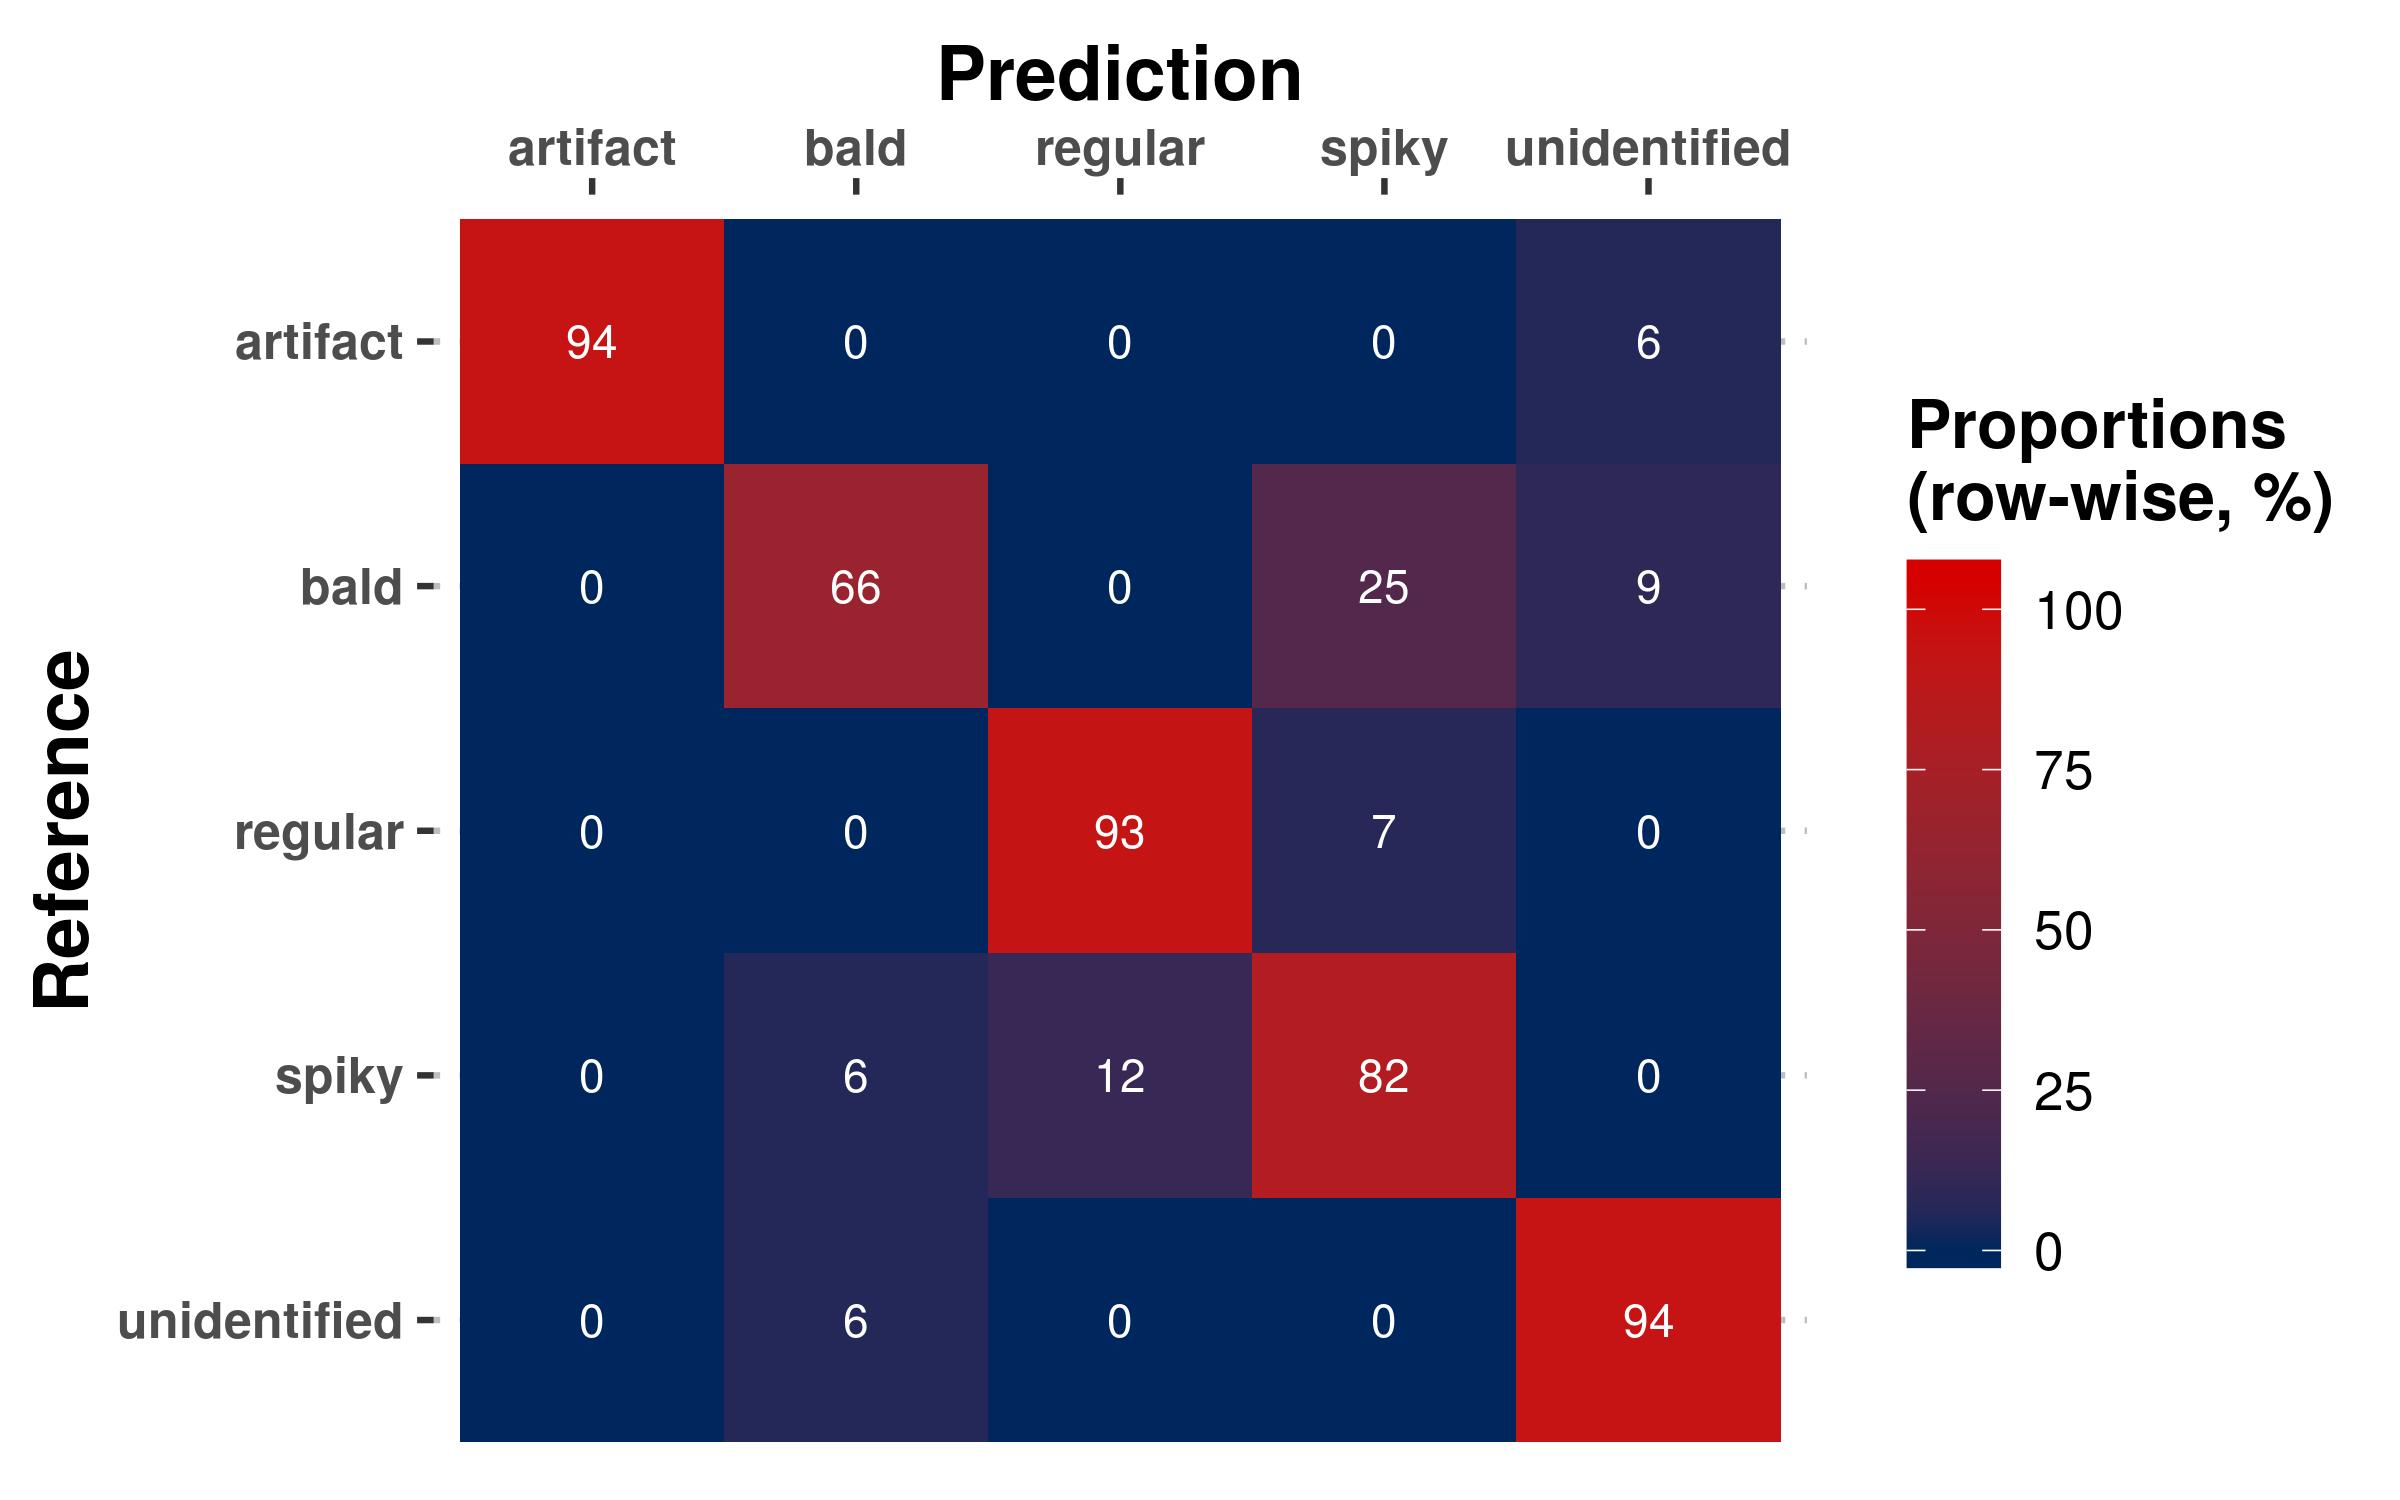 Prediction
artifact bald regular spiky unidentified
artifact 94 0 0 0 6
bald 0 66 0 25 9
regular 0 0 93 7 0
spiky 0 6 12 82 0
unidentified 0 6 0 0 94
Reference
Proportions
(row-wise, %)
100
75
50
25
0